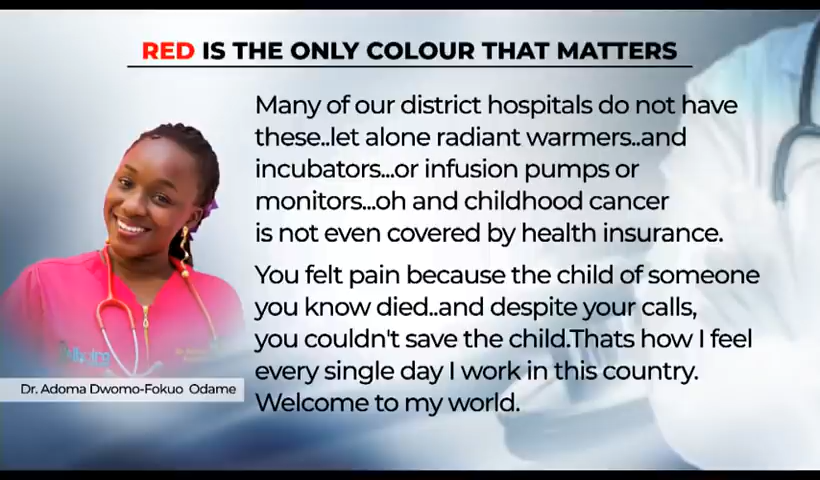 RED IS THE ONLY COLOUR THAT MATTERS
Many of our district hospitals do not have
these..let alone radiant warmers..and
incubators...or infusion pumps or
monitors...oh and childhood cancer
is not even covered by health insurance.
You felt pain because the child of someone
you know died..and despite your calls,
you couldn't save the child.Thats how I feel
every single day I work in this country.
Welcome to my world.
Dr. Adoma Dwomo-Fokuo Odame